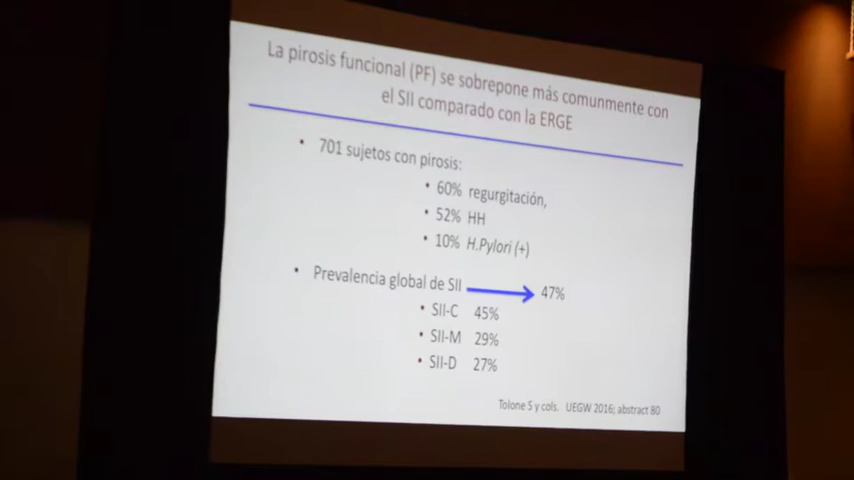 La pirosis funcional (PF) se sobrepone más comunmente con
el SII comparado con la ERGE
• 701 sujetos con pirosis:
• 60% regurgitación,
• 52% HH
• 10% H.Pylori (+)
• Prevalencia global de SII 47%
• SII-C 45%
• SII-M 29%
• SII-D 27%
Tolone S y cols. UEGW 2016; abstract 80